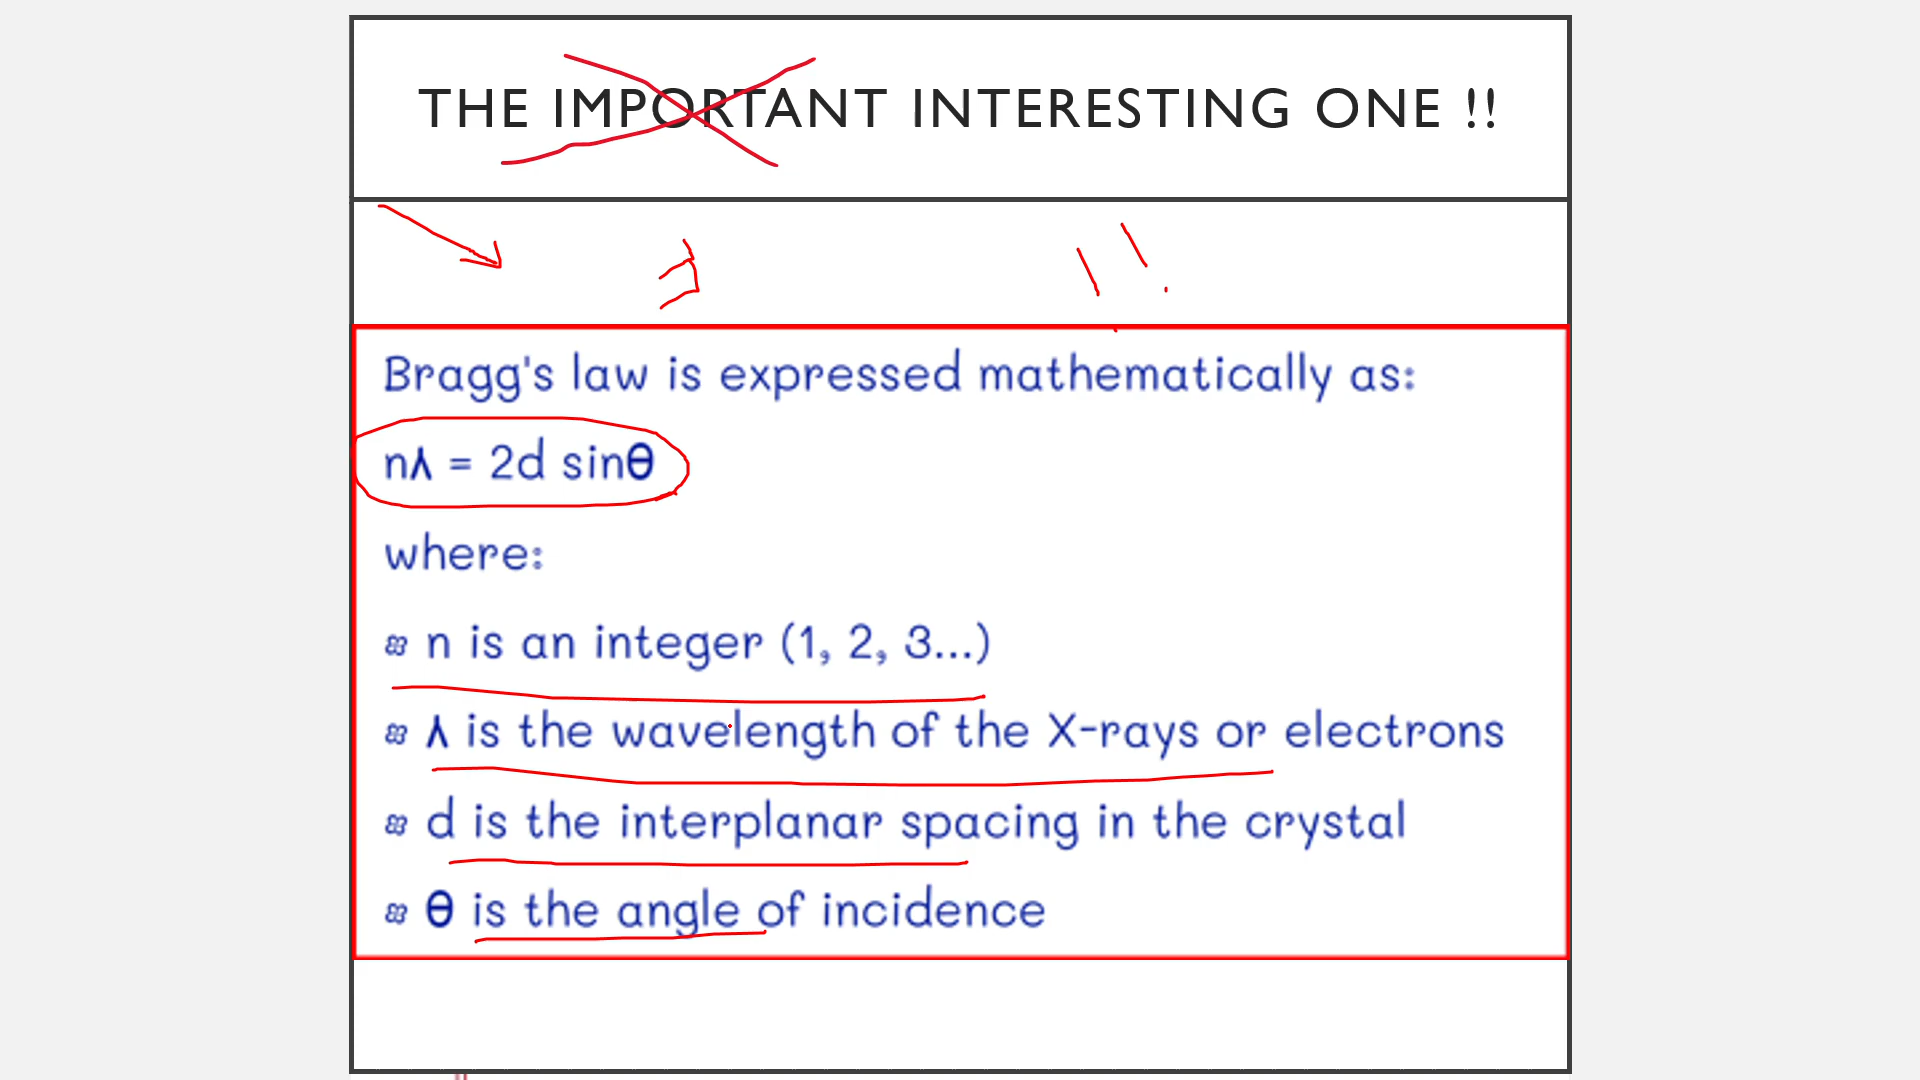 THE IMPORTANT INTERESTING ONE !!
Bragg's law is expressed mathematically as:
nλ = 2d sinθ
where:
n is an integer (1, 2, 3...)
λ is the wavelength of the X-rays or electrons
d is the interplanar spacing in the crystal
θ is the angle of incidence